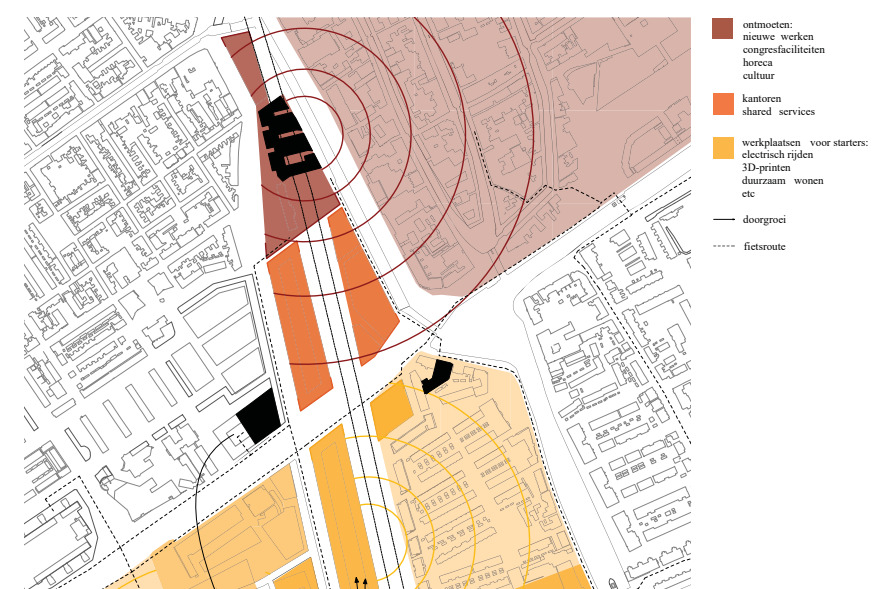 ontmoeten:
nieuwe werken
congresfaciliteiten
horeca
cultuur
kantoren
shared services
werkplaatsen voor starters:
electrisch rijden
3D-printen
duurzaam wonen
etc
doorgroei
fietsroute